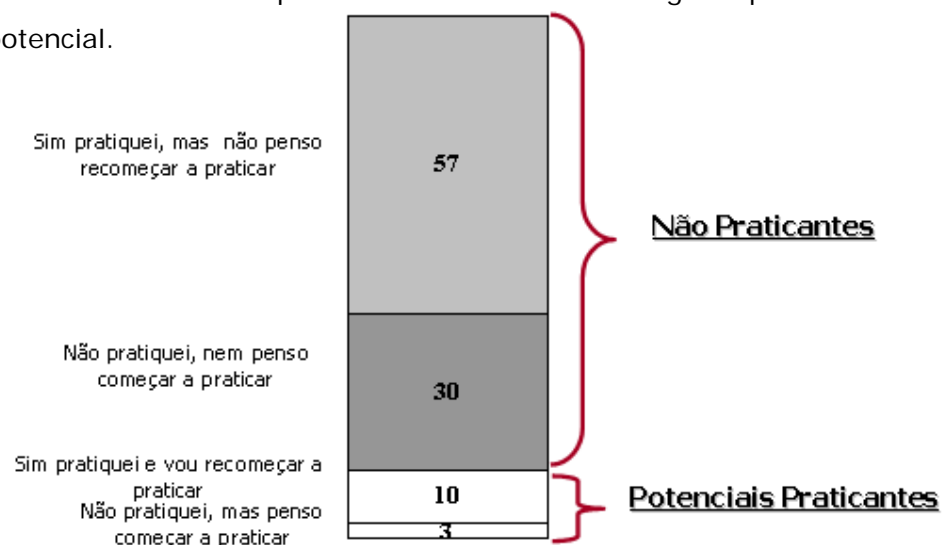 potencial.
Sim pratiquei, mas não penso
recomeçar a praticar
57
Não Praticantes
Não pratiquei, nem penso
começar a praticar
30
Sim pratiquei e vou recomeçar a
praticar
10
Potenciais Praticantes
Não pratiquei, mas penso
começar a praticar
3